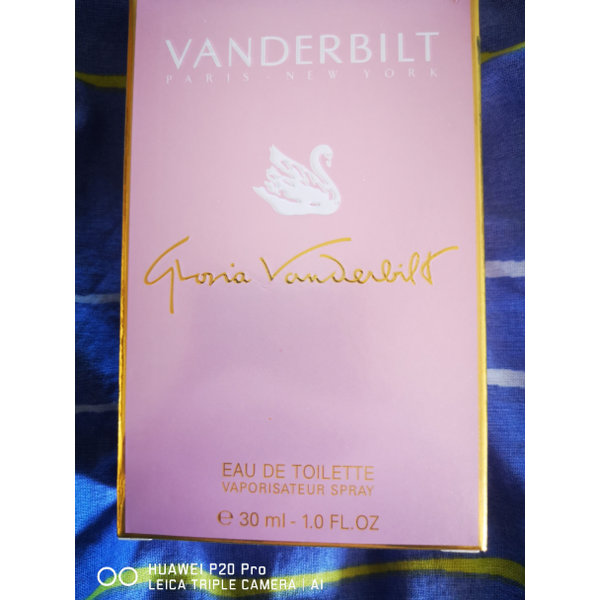 VANDERBILT
PARIS - NEW YORK
Gloria Vanderbilt
EAU DE TOILETTE
VAPORISATEUR SPRAY
℮ 30 ml - 1.0 FL.OZ
HUAWEI P20 Pro
LEICA TRIPLE CAMERA | AI